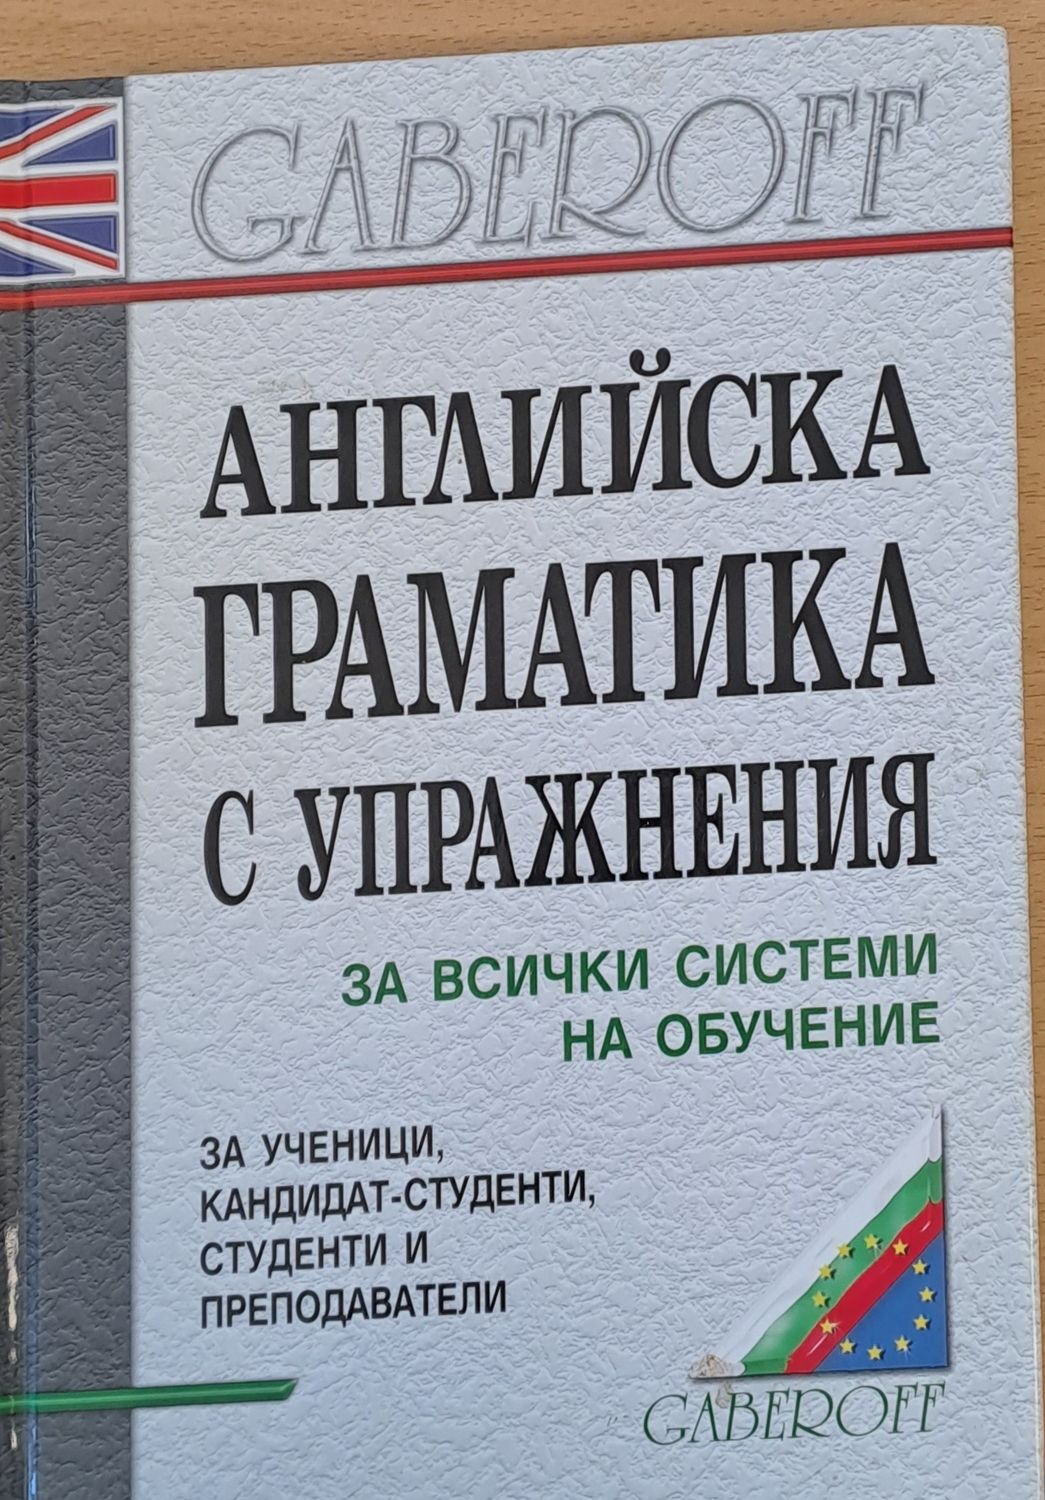 GABEROFF
АНГЛИЙСКА
ГРАМАТИКА
С УПРАЖНЕНИЯ
ЗА ВСИЧКИ СИСТЕМИ
НА ОБУЧЕНИЕ
ЗА УЧЕНИЦИ,
КАНДИДАТ-СТУДЕНТИ,
СТУДЕНТИ И
ПРЕПОДАВАТЕЛИ
GABEROFF